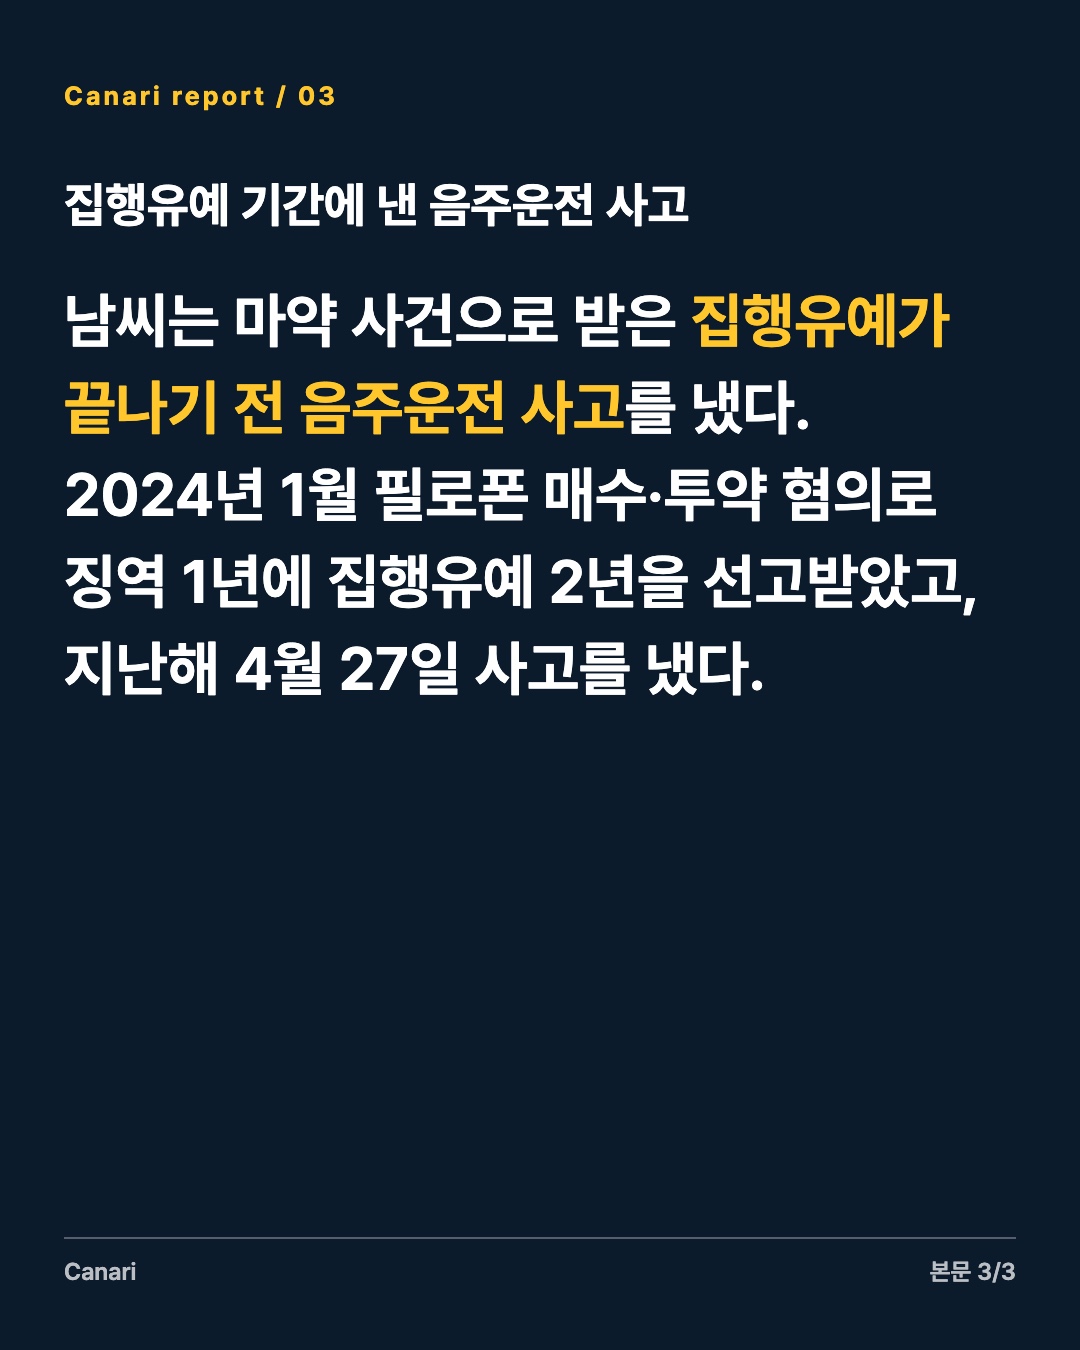 Canari report / 03
집행유예 기간에 낸 음주운전 사고
남씨는 마약 사건으로 받은 집행유예가
끝나기 전 음주운전 사고를 냈다.
2024년 1월 필로폰 매수·투약 혐의로
징역 1년에 집행유예 2년을 선고받았고,
지난해 4월 27일 사고를 냈다.
Canari
본문 3/3